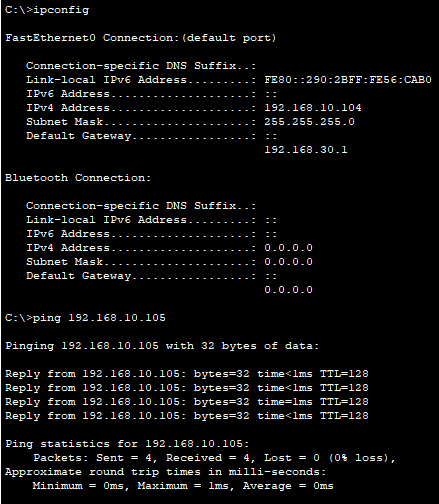 C:\>ipconfig
FastEthernet0 Connection:(default port)
Connection-specific DNS Suffix..:
Link-local IPv6 Address.........: FE80::290:2BFF:FE56:CAB0
IPv6 Address....................: ::
IPv4 Address....................: 192.168.10.104
Subnet Mask.....................: 255.255.255.0
Default Gateway.................: ::
192.168.30.1
Bluetooth Connection:
Connection-specific DNS Suffix..:
Link-local IPv6 Address.........: ::
IPv6 Address....................: ::
IPv4 Address....................: 0.0.0.0
Subnet Mask.....................: 0.0.0.0
Default Gateway.................: ::
0.0.0.0
C:\>ping 192.168.10.105
Pinging 192.168.10.105 with 32 bytes of data:
Reply from 192.168.10.105: bytes=32 time<1ms TTL=128
Reply from 192.168.10.105: bytes=32 time<1ms TTL=128
Reply from 192.168.10.105: bytes=32 time=1ms TTL=128
Reply from 192.168.10.105: bytes=32 time<1ms TTL=128
Ping statistics for 192.168.10.105:
Packets: Sent = 4, Received = 4, Lost = 0 (0% loss),
Approximate round trip times in milli-seconds:
Minimum = 0ms, Maximum = 1ms, Average = 0ms